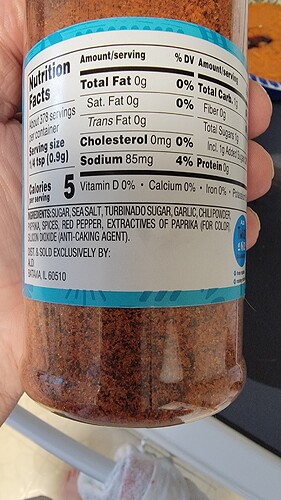 Nutrition
Facts
About 378 servings
per container
Serving size
1/4 tsp (0.9g)
Calories 5
per serving
Amount/serving % DV
Total Fat 0g 0%
Sat. Fat 0g 0%
Trans Fat 0g
Cholesterol 0mg 0%
Sodium 85mg 4%
Amount/serving
Total Carb.
Fiber 0g
Total Sugars
Incl. 1g Added
Protein 0g
Vitamin D 0% • Calcium 0% • Iron 0% •
INGREDIENTS: SUGAR, SEA SALT, TURBINADO SUGAR, GARLIC, CHILI POWDER,
PAPRIKA, SPICES, RED PEPPER, EXTRACTIVES OF PAPRIKA (FOR COLOR),
SILICON DIOXIDE (ANTI-CAKING AGENT).
DIST. & SOLD EXCLUSIVELY BY:
ALDI
BATAVIA, IL 60510